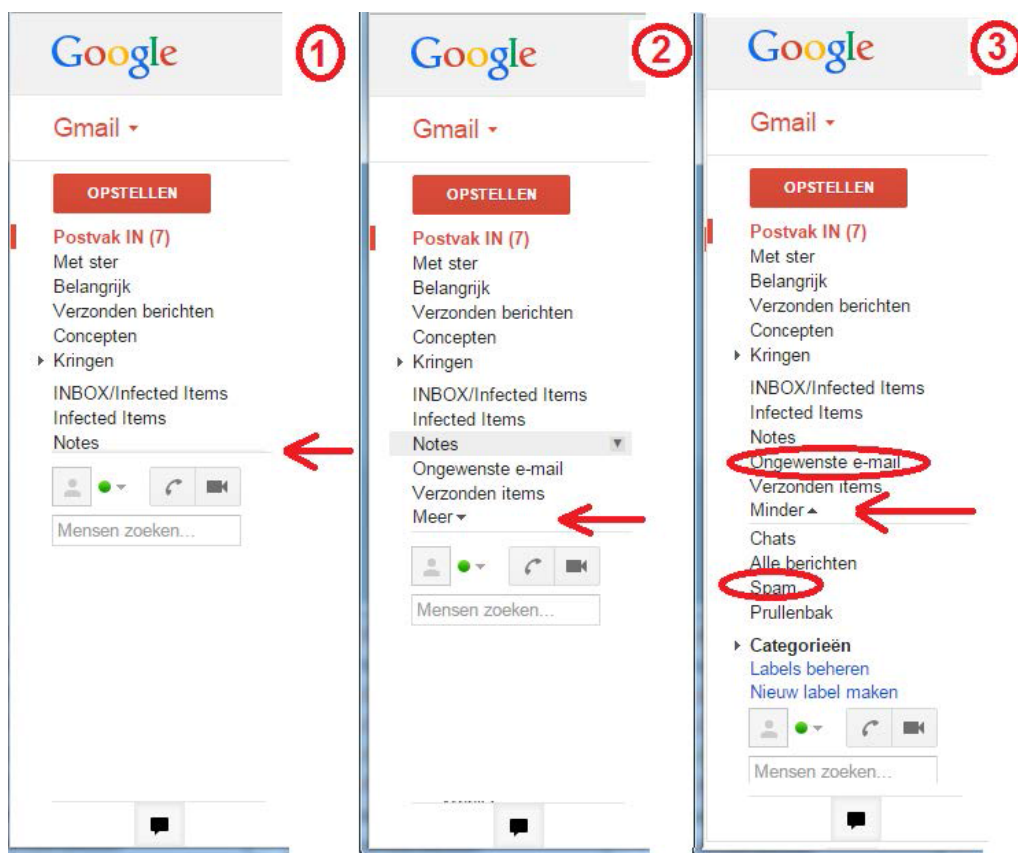 Google
1
Gmail
OPSTELLEN
Postvak IN (7)
Met ster
Belangrijk
Verzonden berichten
Concepten
Kringen
INBOX/Infected Items
Infected Items
Notes
Mensen zoeken...
Google
2
Gmail
OPSTELLEN
Postvak IN (7)
Met ster
Belangrijk
Verzonden berichten
Concepten
Kringen
INBOX/Infected Items
Infected Items
Notes
Ongewenste e-mail
Verzonden items
Meer
Mensen zoeken...
Google
3
Gmail
OPSTELLEN
Postvak IN (7)
Met ster
Belangrijk
Verzonden berichten
Concepten
Kringen
INBOX/Infected Items
Infected Items
Notes
Ongewenste e-mail
Verzonden items
Minder
Chats
Alle berichten
Spam
Prullenbak
Categorieën
Labels beheren
Nieuw label maken
Mensen zoeken...